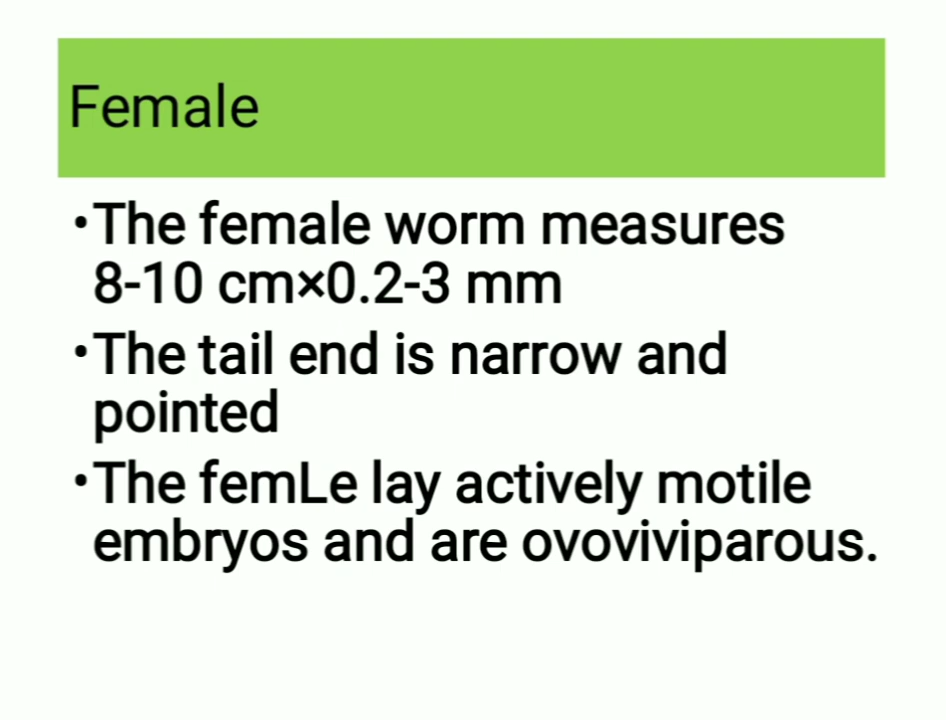 Female
•The female worm measures
8-10 cm×0.2-3 mm
•The tail end is narrow and
pointed
•The femLe lay actively motile
embryos and are ovoviviparous.